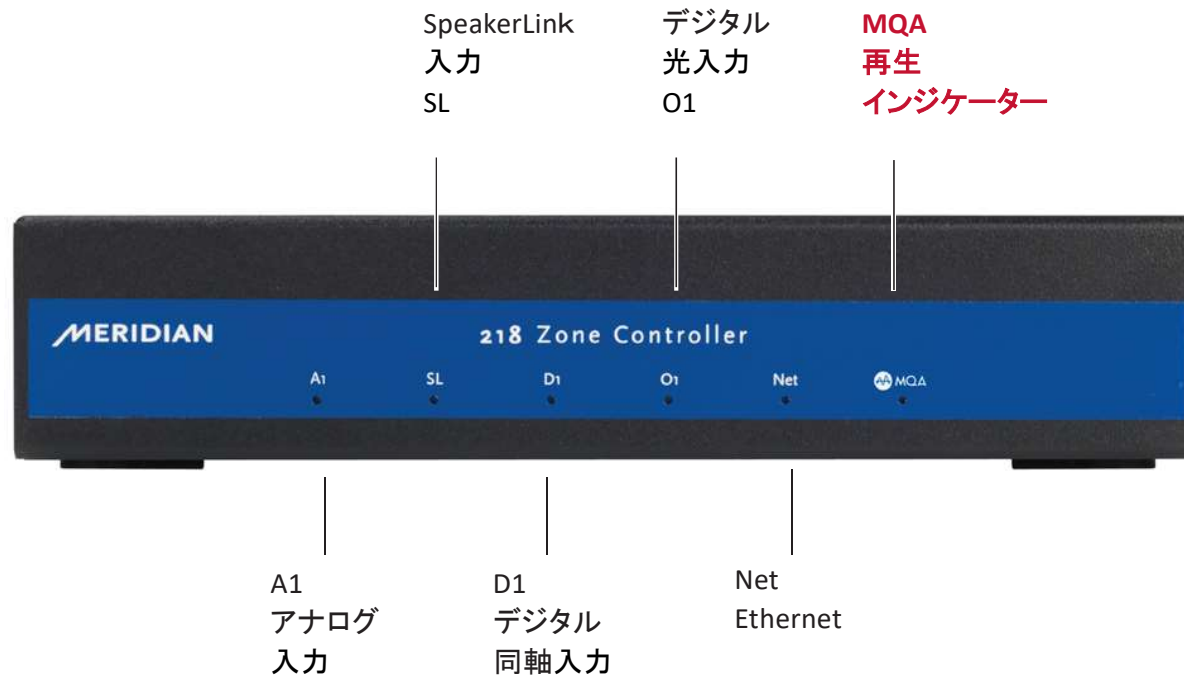 SpeakerLink
入力
SL
デジタル
光入力
O1
MQA
再生
インジケーター
MERIDIAN
218 Zone Controller
A1
SL
D1
O1
Net
MQA
A1
アナログ
入力
D1
デジタル
同軸入力
Net
Ethernet